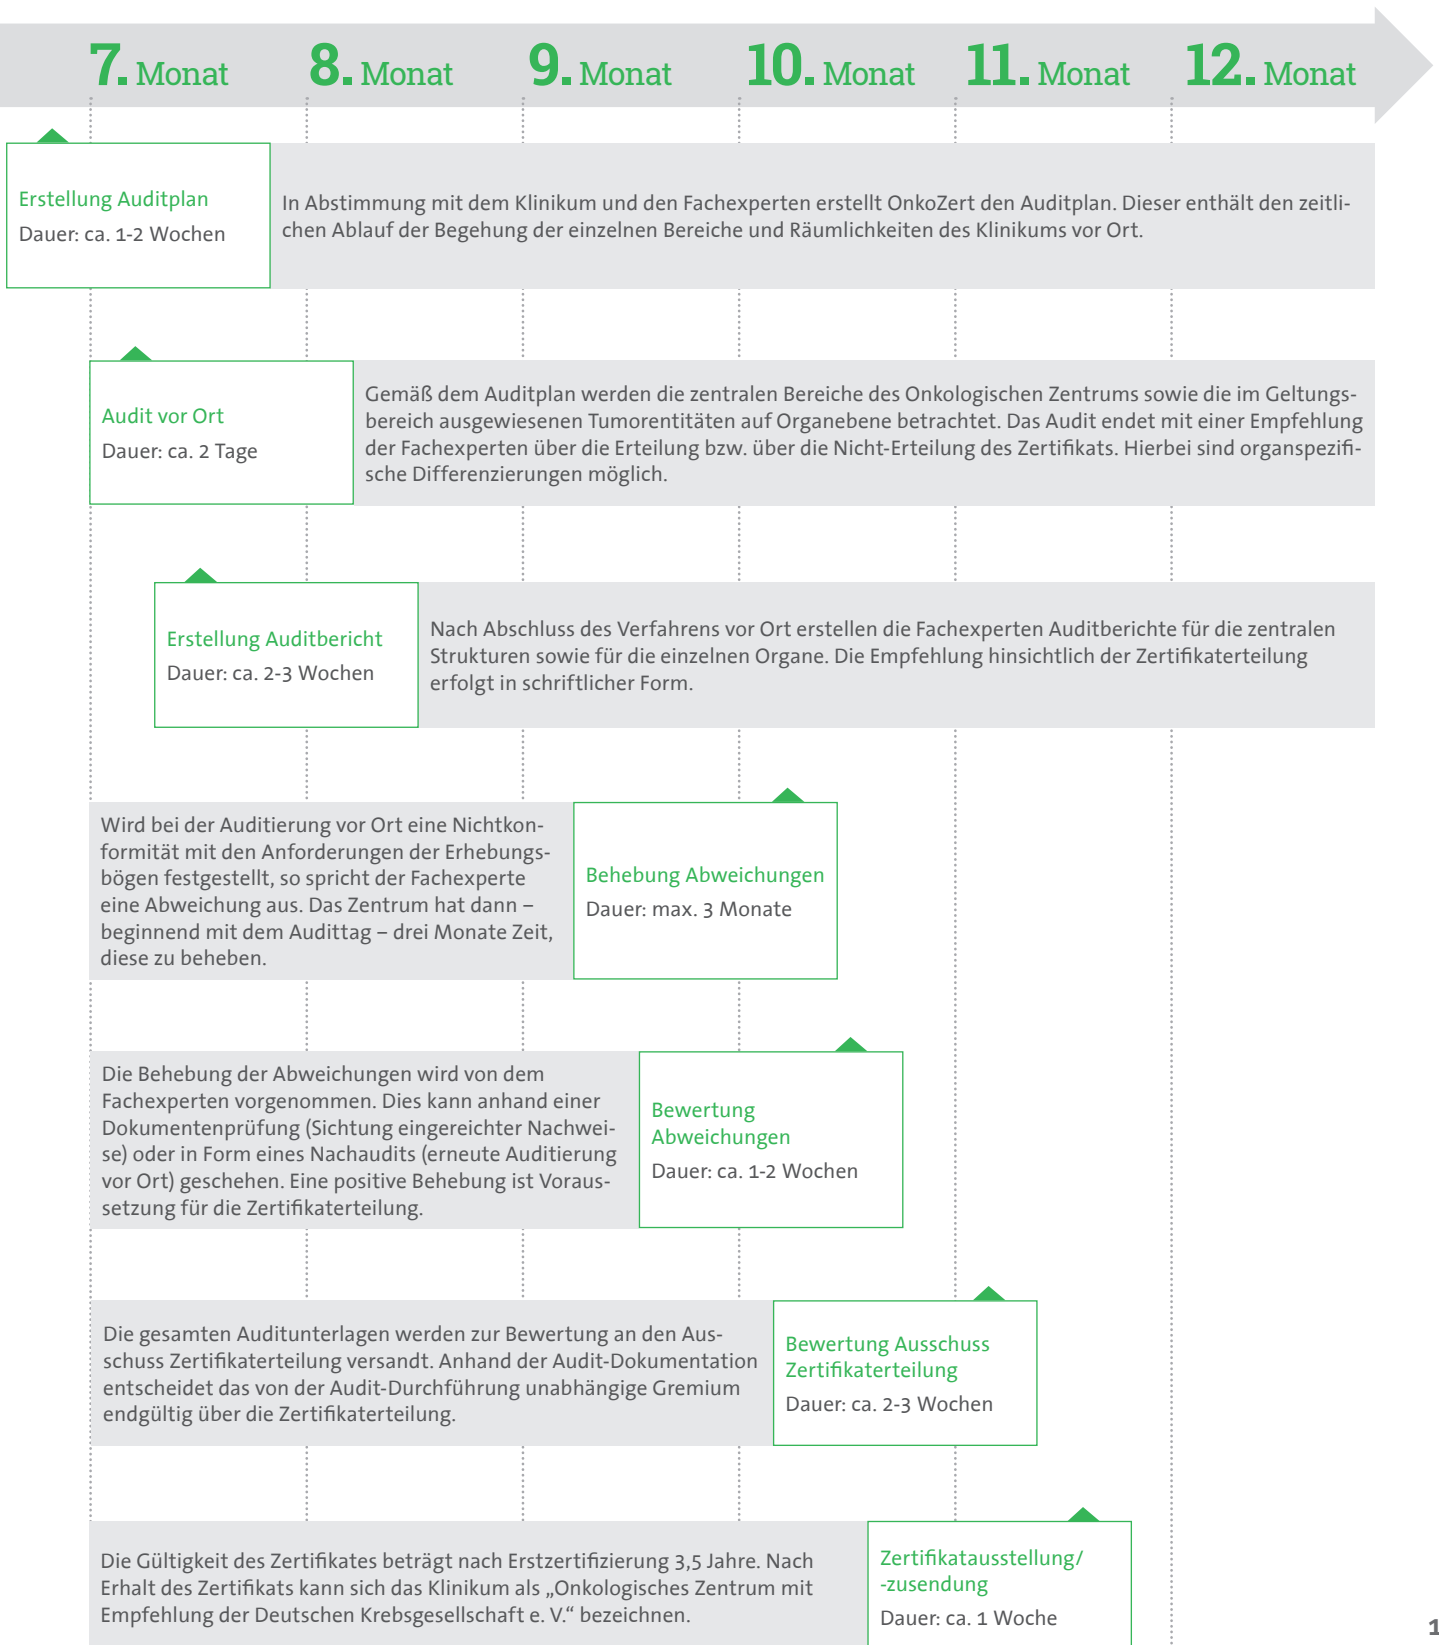 7. Monat 8. Monat 9. Monat 10. Monat 11. Monat 12. Monat
Erstellung Auditplan
Dauer: ca. 1-2 Wochen
In Abstimmung mit dem Klinikum und den Fachexperten erstellt OnkoZert den Auditplan. Dieser enthält den zeitli-
chen Ablauf der Begehung der einzelnen Bereiche und Räumlichkeiten des Klinikums vor Ort.
Audit vor Ort
Dauer: ca. 2 Tage
Gemäß dem Auditplan werden die zentralen Bereiche des Onkologischen Zentrums sowie die im Geltungs-
bereich ausgewiesenen Tumorentitäten auf Organebene betrachtet. Das Audit endet mit einer Empfehlung
der Fachexperten über die Erteilung bzw. über die Nicht-Erteilung des Zertifikats. Hierbei sind organspezifi-
sche Differenzierungen möglich.
Erstellung Auditbericht
Dauer: ca. 2-3 Wochen
Nach Abschluss des Verfahrens vor Ort erstellen die Fachexperten Auditberichte für die zentralen
Strukturen sowie für die einzelnen Organe. Die Empfehlung hinsichtlich der Zertifikaterteilung
erfolgt in schriftlicher Form.
Wird bei der Auditierung vor Ort eine Nichtkon-
formität mit den Anforderungen der Erhebungs-
bögen festgestellt, so spricht der Fachexperte
eine Abweichung aus. Das Zentrum hat dann –
beginnend mit dem Audittag – drei Monate Zeit,
diese zu beheben.
Behebung Abweichungen
Dauer: max. 3 Monate
Die Behebung der Abweichungen wird von dem
Fachexperten vorgenommen. Dies kann anhand einer
Dokumentenprüfung (Sichtung eingereichter Nachwei-
se) oder in Form eines Nachaudits (erneute Auditierung
vor Ort) geschehen. Eine positive Behebung ist Voraus-
setzung für die Zertifikaterteilung.
Bewertung
Abweichungen
Dauer: ca. 1-2 Wochen
Die gesamten Auditunterlagen werden zur Bewertung an den Aus-
schuss Zertifikaterteilung versandt. Anhand der Audit-Dokumentation
entscheidet das von der Audit-Durchführung unabhängige Gremium
endgültig über die Zertifikaterteilung.
Bewertung Ausschuss
Zertifikaterteilung
Dauer: ca. 2-3 Wochen
Die Gültigkeit des Zertifikates beträgt nach Erstzertifizierung 3,5 Jahre. Nach
Erhalt des Zertifikats kann sich das Klinikum als „Onkologisches Zentrum mit
Empfehlung der Deutschen Krebsgesellschaft e. V.“ bezeichnen.
Zertifikatausstellung/
-zusendung
Dauer: ca. 1 Woche
1